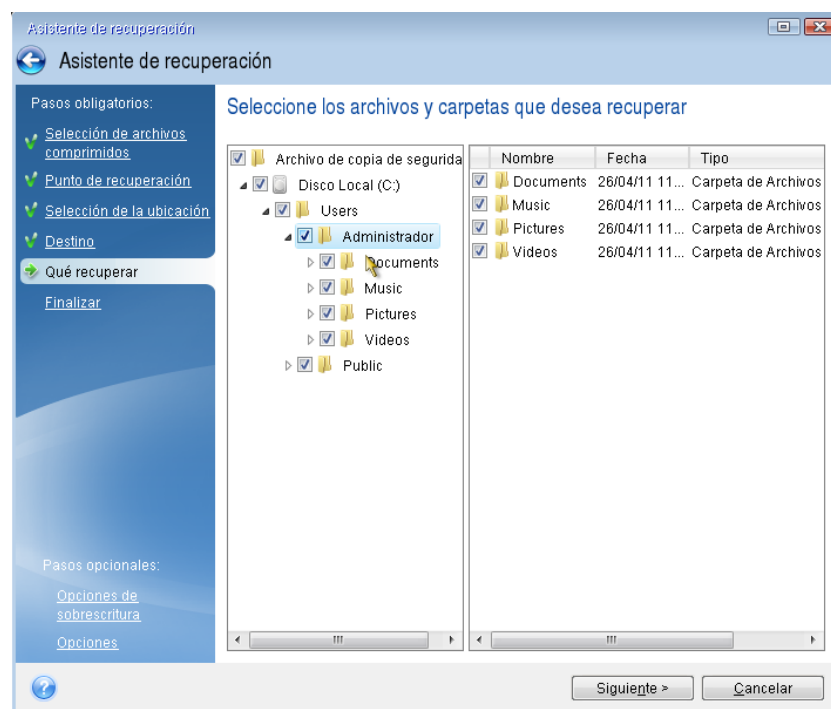 Asistente de recuperación
Asistente de recuperación
Pasos obligatorios:
Selección de archivos
comprimidos
Punto de recuperación
Selección de la ubicación
Destino
Qué recuperar
Finalizar
Pasos opcionales:
Opciones de
sobrescritura
Opciones
Seleccione los archivos y carpetas que desea recuperar
Archivo de copia de segurida
Disco Local (C:)
Users
Administrador
Documents
Music
Pictures
Videos
Public
Nombre Fecha Tipo
Documents 26/04/11 11... Carpeta de Archivos
Music 26/04/11 11... Carpeta de Archivos
Pictures 26/04/11 11... Carpeta de Archivos
Videos 26/04/11 11... Carpeta de Archivos
Siguiente >
Cancelar